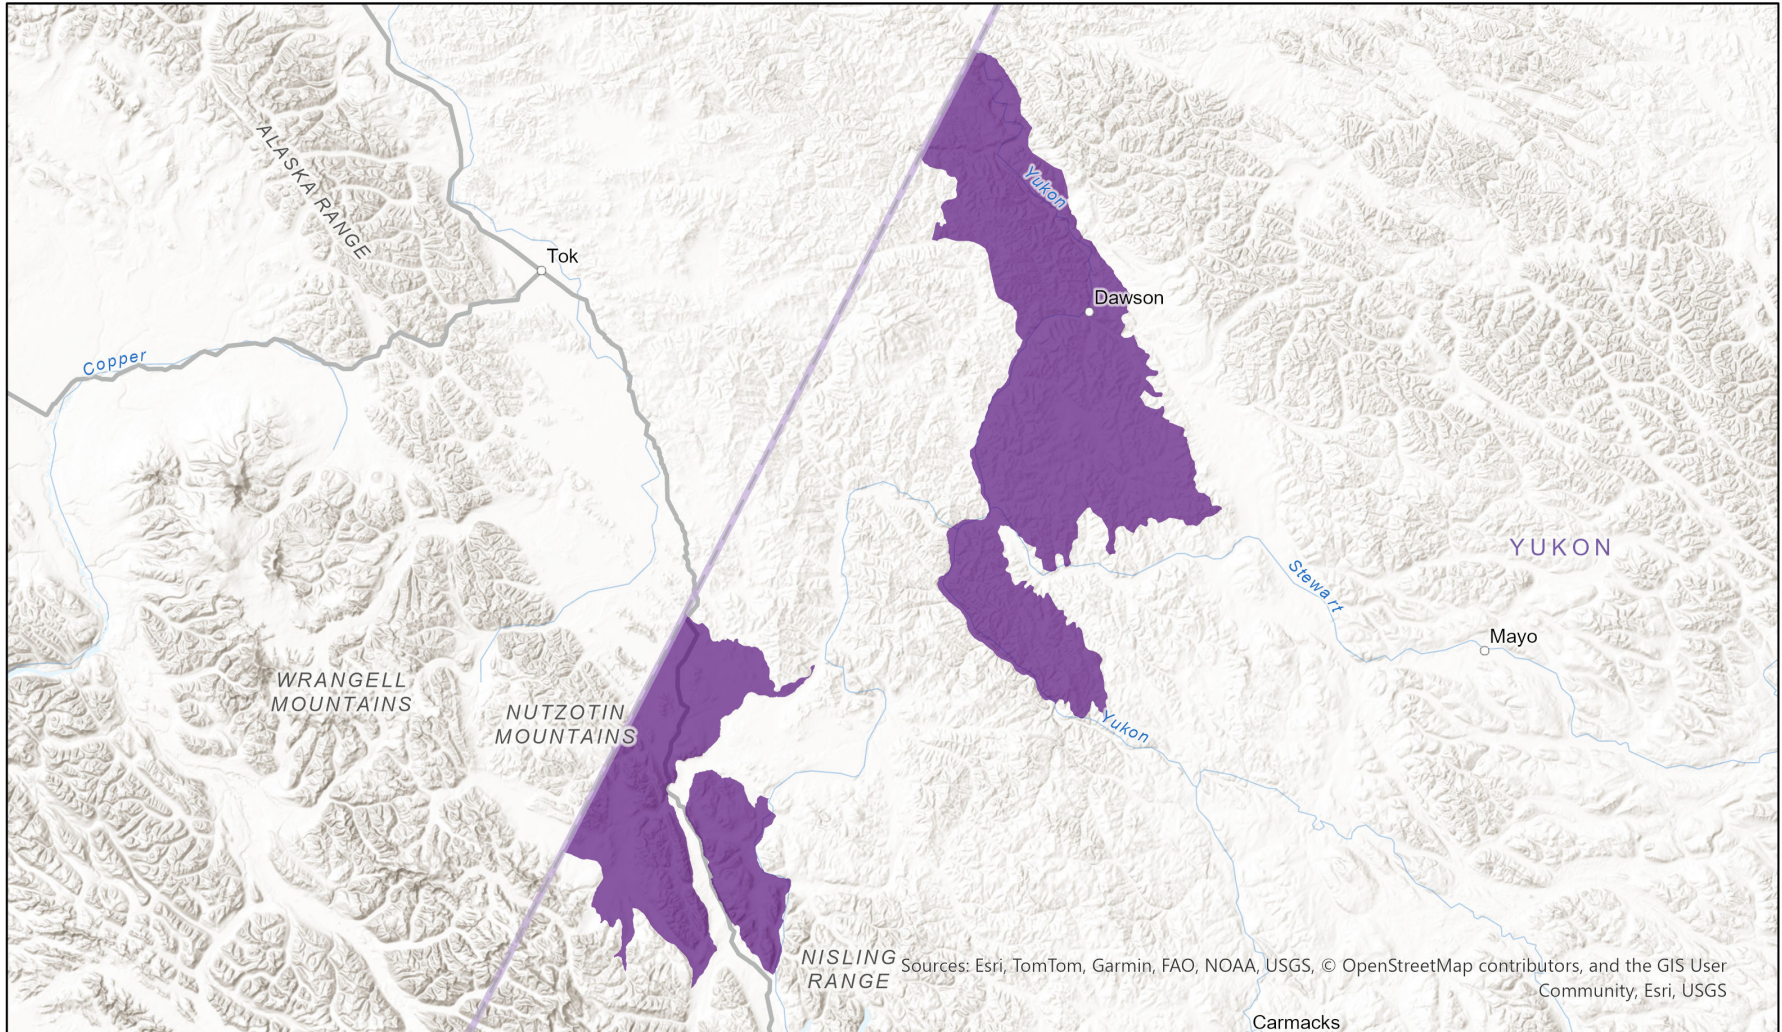 ALASKA RANGE
Yukon
Tok
Dawson
Copper
YUKON
Stewart
Mayo
WRANGELL
MOUNTAINS
NUTZOTIN
MOUNTAINS
Yukon
NISLING
RANGE
Sources: Esri, TomTom, Garmin, FAO, NOAA, USGS, © OpenStreetMap contributors, and the GIS User
Community, Esri, USGS
Carmacks